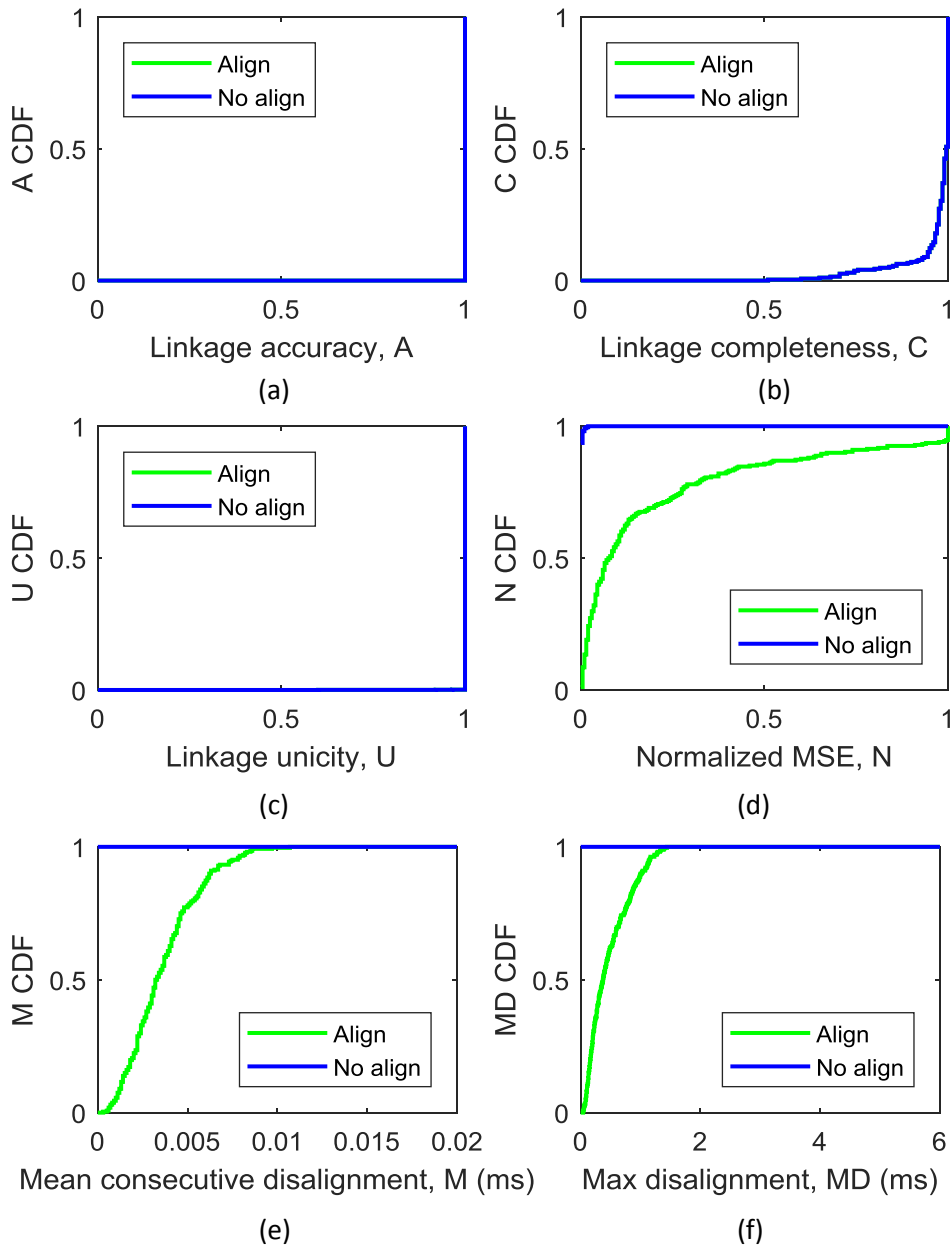 1
0.5
0
A CDF
Align
No align
0 0.5 1
Linkage accuracy, A
(a)
1
0.5
0
C CDF
Align
No align
0 0.5 1
Linkage completeness, C
(b)
1
0.5
0
U CDF
Align
No align
0 0.5 1
Linkage unicity, U
(c)
1
0.5
0
N CDF
Align
No align
0 0.5 1
Normalized MSE, N
(d)
1
0.5
0
M CDF
Align
No align
0 0.005 0.01 0.015 0.02
Mean consecutive disalignment, M (ms)
(e)
1
0.5
0
MD CDF
Align
No align
0 2 4 6
Max disalignment, MD (ms)
(f)